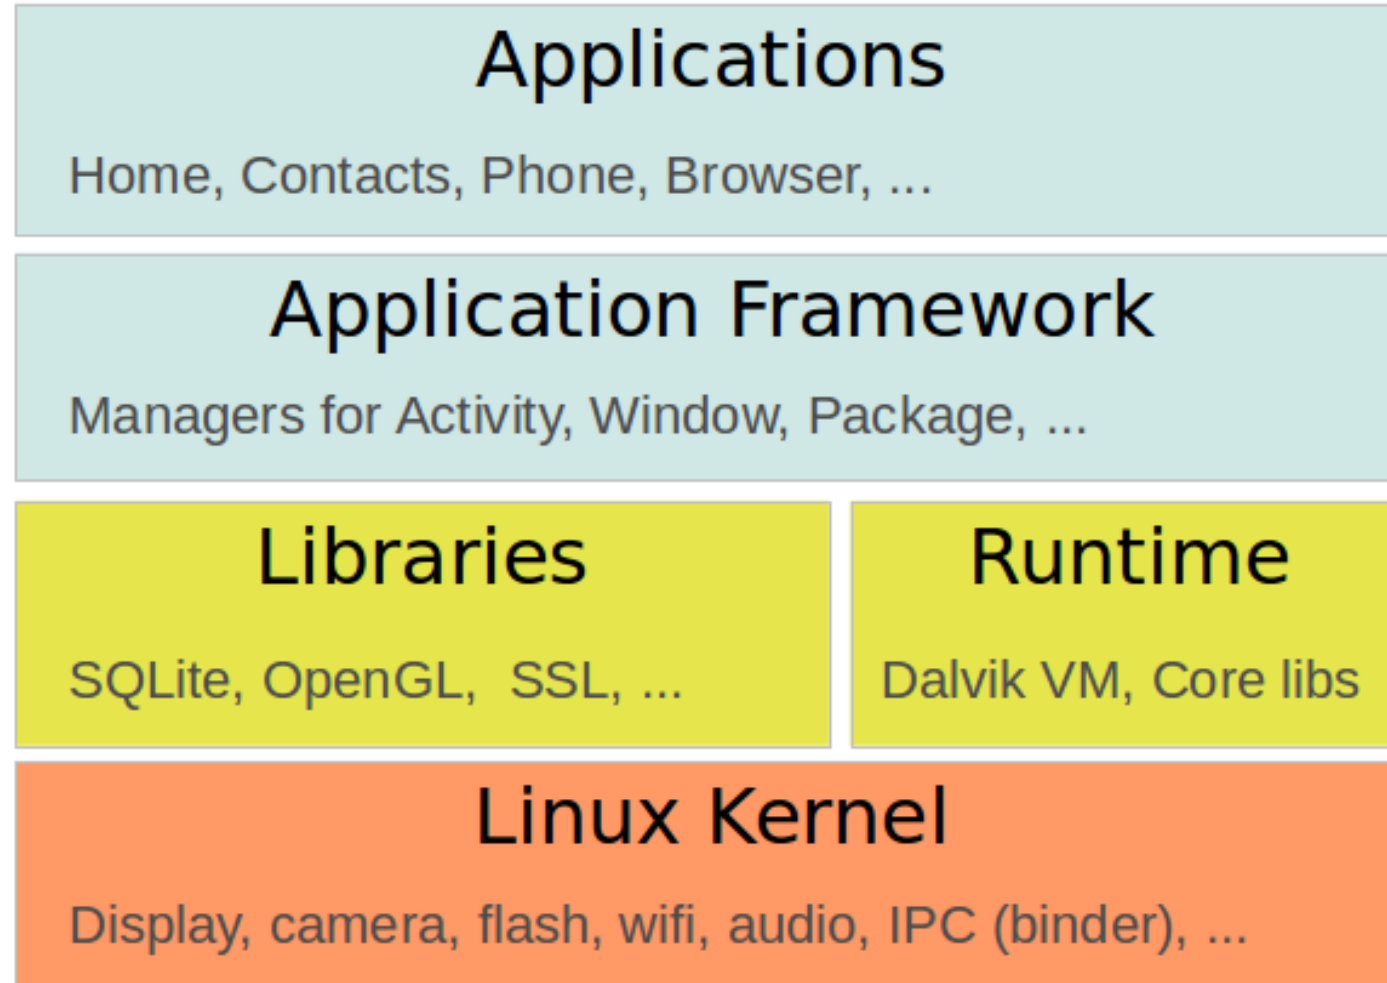 Applications
Home, Contacts, Phone, Browser, ...
Application Framework
Managers for Activity, Window, Package, ...
Libraries
SQLite, OpenGL,  SSL, ...
Runtime
Dalvik VM, Core libs
Linux Kernel
Display, camera, flash, wifi, audio, IPC (binder), ...